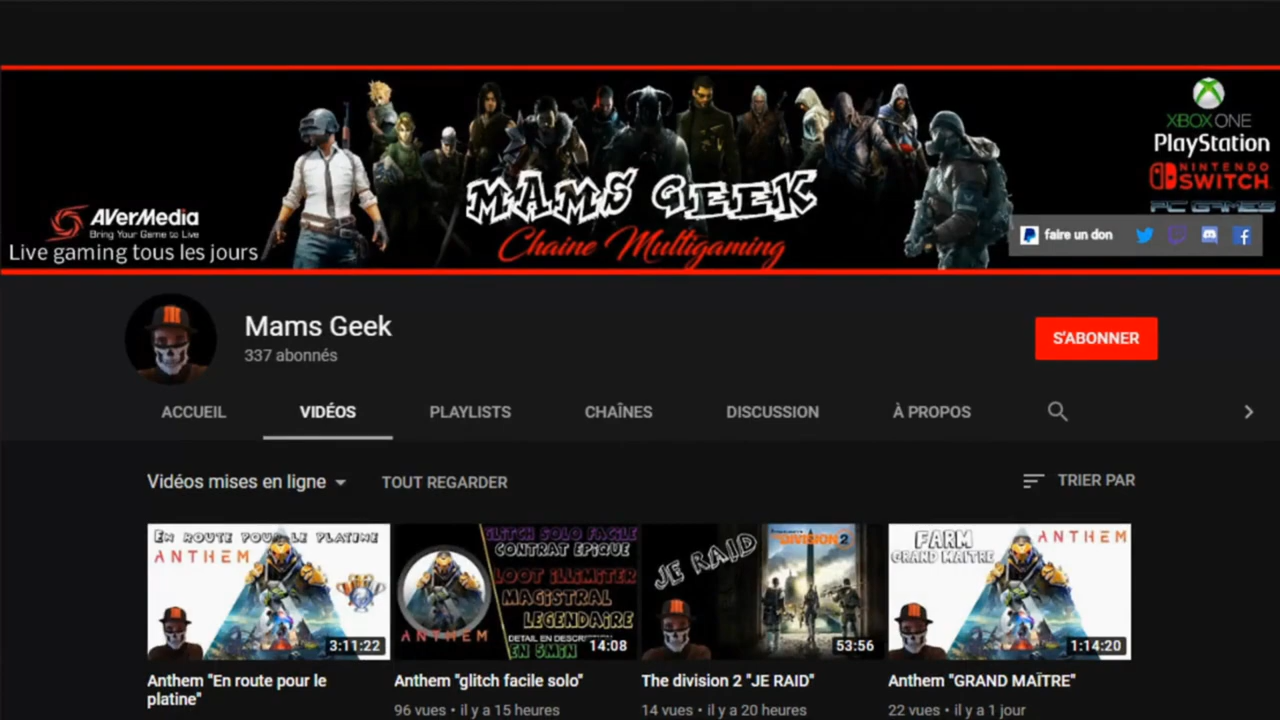 XBOX ONE
PlayStation
NINTENDO
SWITCH
PC GAMES
AVerMedia
Bring Your Game to Live
Live gaming tous les jours
MAMS GEEK
Chaine Multigaming
faire un don
Mams Geek
337 abonnés
S'ABONNER
ACCUEIL
VIDÉOS
PLAYLISTS
CHAÎNES
DISCUSSION
À PROPOS
Vidéos mises en ligne
TOUT REGARDER
TRIER PAR
EN ROUTE POUR LE PLATINE
ANTHEM
3:11:22
GLITCH SOLO FACILE
CONTRAT EPIQUE
LOOT ILLIMITER
MAGISTRAL
LEGENDAIRE
ANTHEM
EN 5MIN
14:08
JE RAID
DIVISION 2
53:56
FARM
GRAND MAÎTRE
ANTHEM
1:14:20
Anthem "En route pour le
platine"
Anthem "glitch facile solo"
96 vues • il y a 15 heures
The division 2 "JE RAID"
14 vues • il y a 20 heures
Anthem "GRAND MAÏTRE"
22 vues • il y a 1 jour